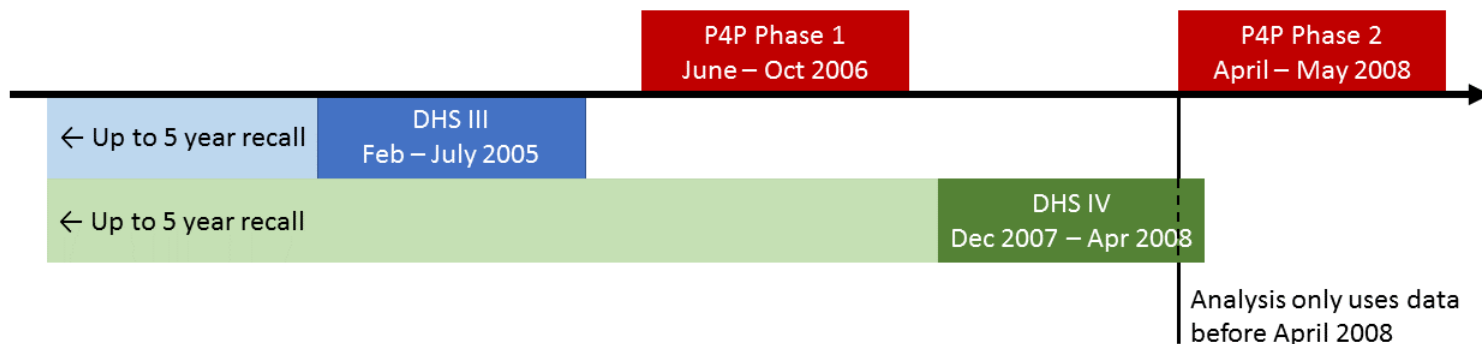 P4P Phase 1
June – Oct 2006
P4P Phase 2
April – May 2008
← Up to 5 year recall
DHS III
Feb – July 2005
← Up to 5 year recall
DHS IV
Dec 2007 – Apr 2008
Analysis only uses data
before April 2008